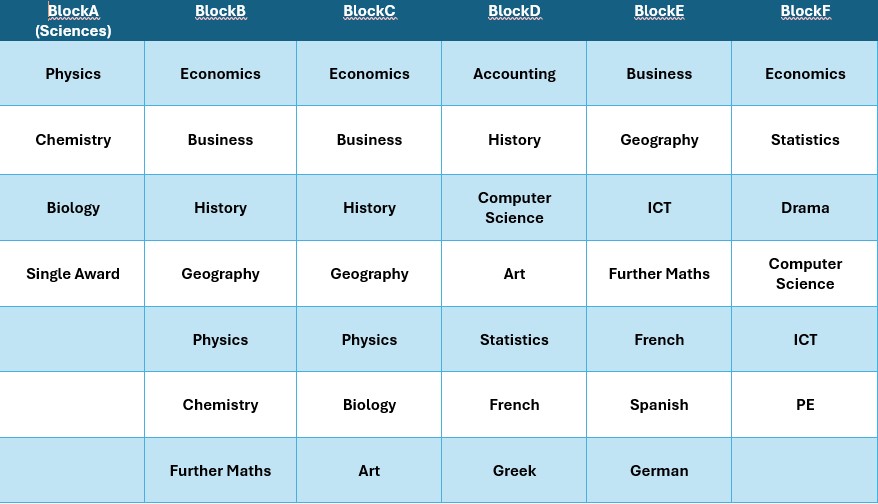 BlockA BlockB BlockC BlockD BlockE BlockF
(Sciences)
Physics Economics Economics Accounting Business Economics
Chemistry Business Business History Geography Statistics
Biology History History Computer Science ICT Drama
Single Award Geography Geography Art Further Maths Computer Science
Physics Physics Statistics French ICT
Chemistry Biology French Spanish PE
Further Maths Art Greek German